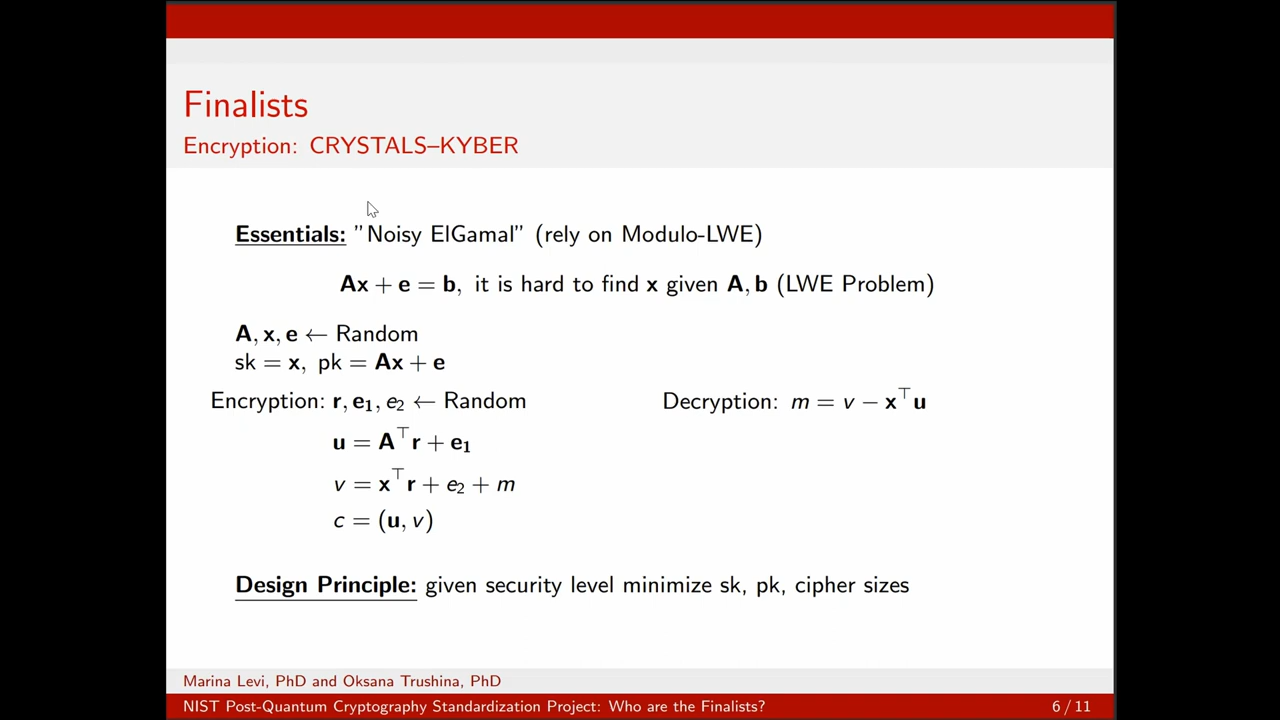 Finalists
Encryption: CRYSTALS–KYBER
Essentials: ”Noisy ElGamal” (rely on Modulo-LWE)
Ax + e = b, it is hard to find x given A, b (LWE Problem)
A, x, e ← Random
sk = x, pk = Ax + e
Encryption: r, e₁, e₂ ← Random
Decryption: m = v − x⊤u
u = A⊤r + e₁
v = x⊤r + e₂ + m
c = (u, v)
Design Principle: given security level minimize sk, pk, cipher sizes
Marina Levi, PhD and Oksana Trushina, PhD
NIST Post-Quantum Cryptography Standardization Project: Who are the Finalists?
6 / 11